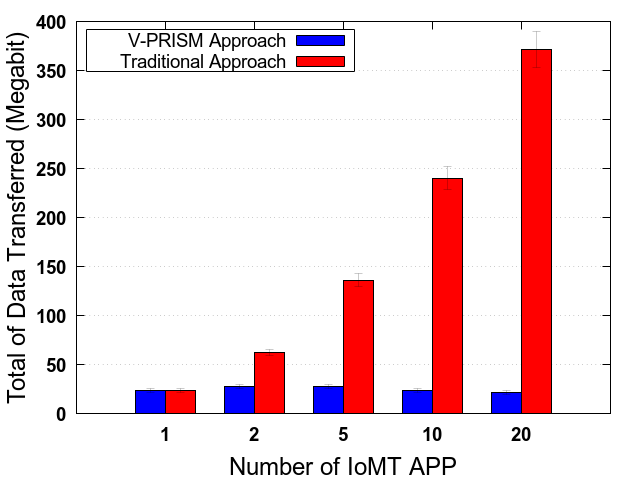 V-PRISM Approach
Traditional Approach
Total of Data Transferred (Megabit)
400
350
300
250
200
150
100
50
0
1 2 5 10 20
Number of IoMT APP